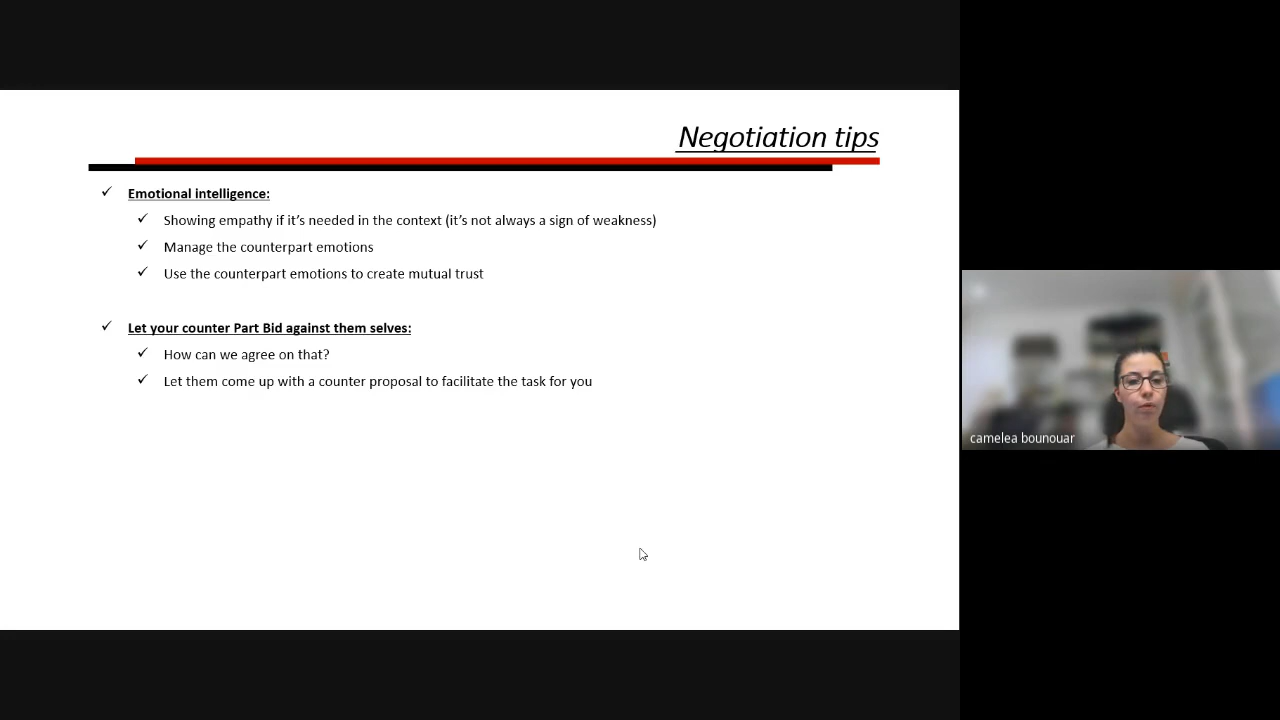 Negotiation tips
✓ Emotional intelligence:
✓ Showing empathy if it’s needed in the context (it’s not always a sign of weakness)
✓ Manage the counterpart emotions
✓ Use the counterpart emotions to create mutual trust
✓ Let your counter Part Bid against them selves:
✓ How can we agree on that?
✓ Let them come up with a counter proposal to facilitate the task for you
camelea bounouar